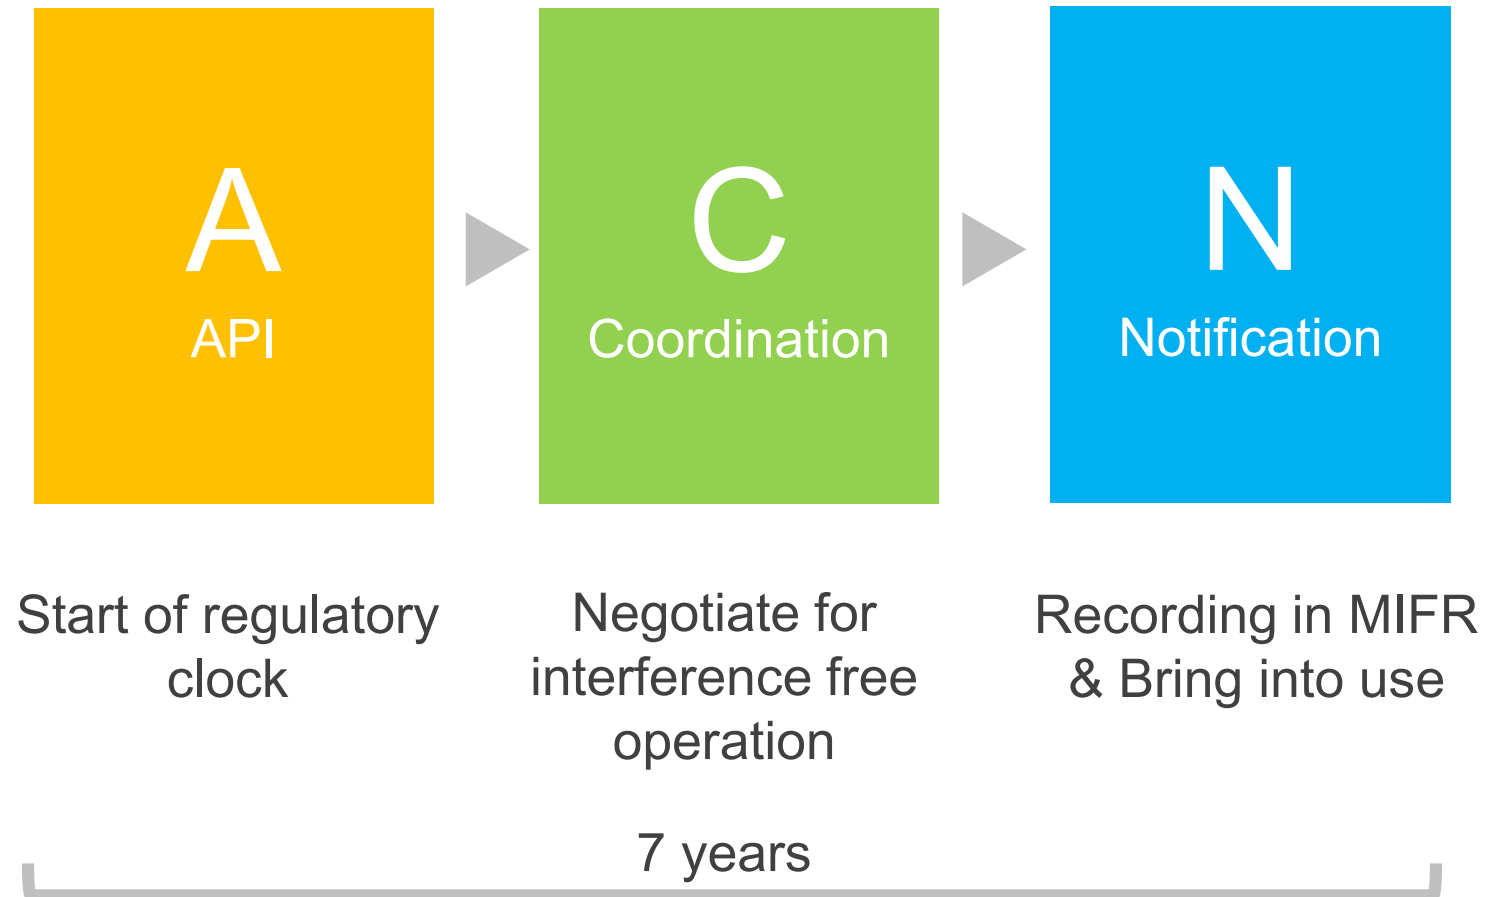 A
API
C
Coordination
N
Notification
Start of regulatory
clock
Negotiate for
interference free
operation
Recording in MIFR
& Bring into use
7 years